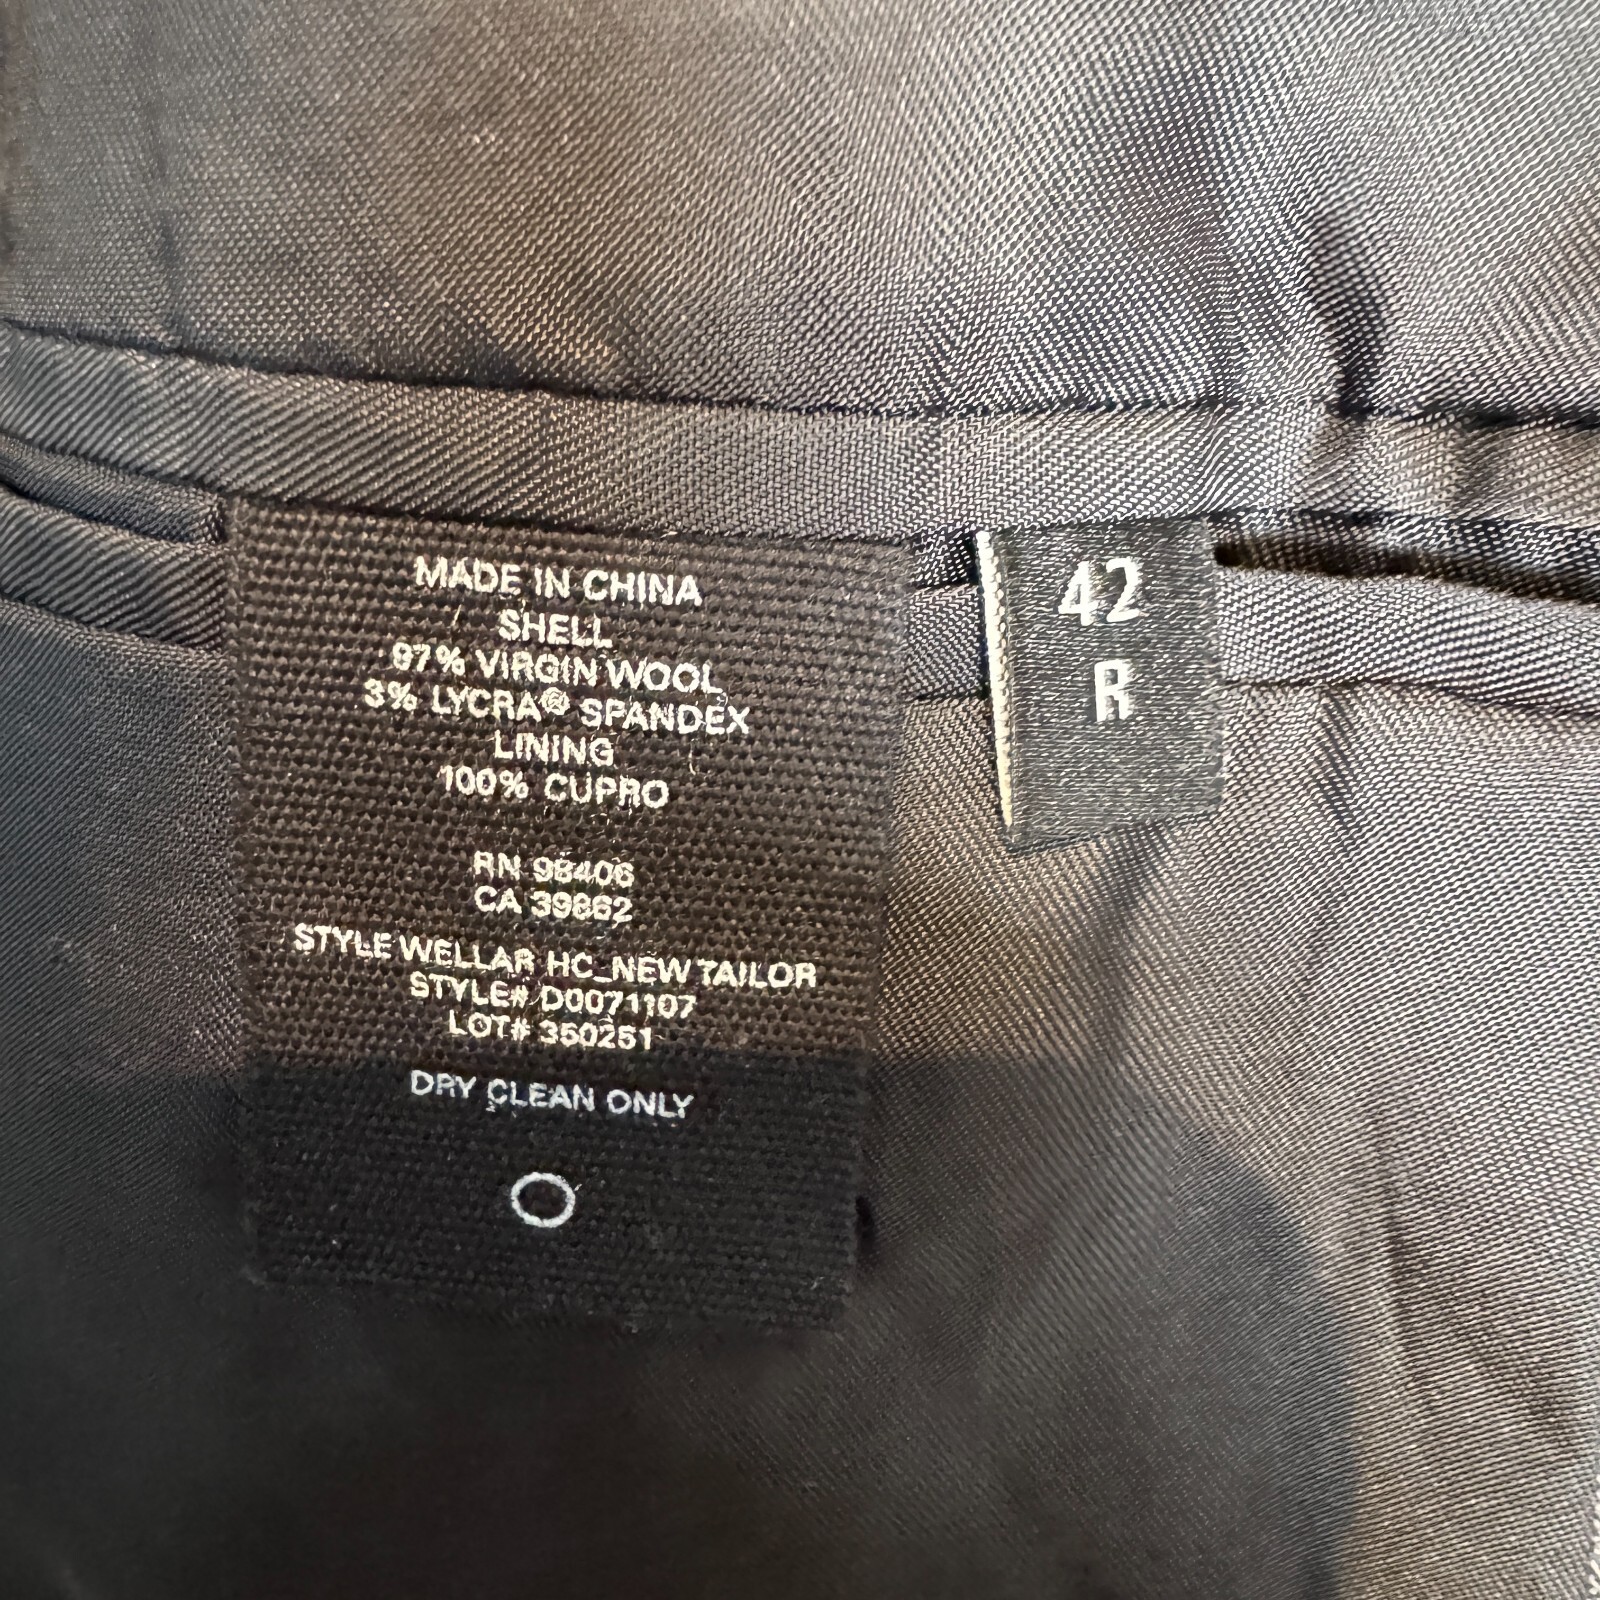 MADE IN CHINA
SHELL
97% VIRGIN WOOL
3% LYCRA® SPANDEX
LINING
100% CUPRO
RN 98406
CA 39862
STYLE WELLAR HC_NEW TAILOR
STYLE# D0071107
LOT# 350251
DRY CLEAN ONLY
42
R